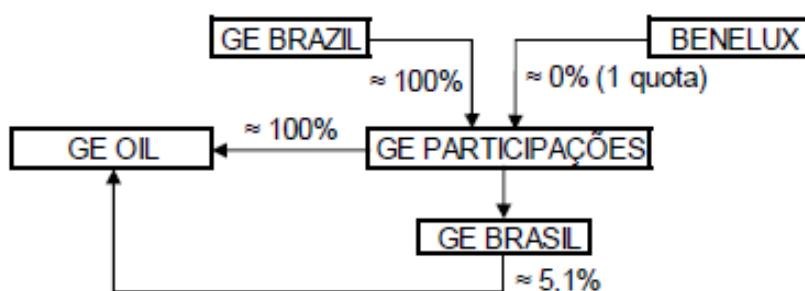 GE BRAZIL
BENELUX
≈ 100%
≈ 0% (1 quota)
≈ 100%
GE OIL
GE PARTICIPAÇÕES
GE BRASIL
≈ 5,1%